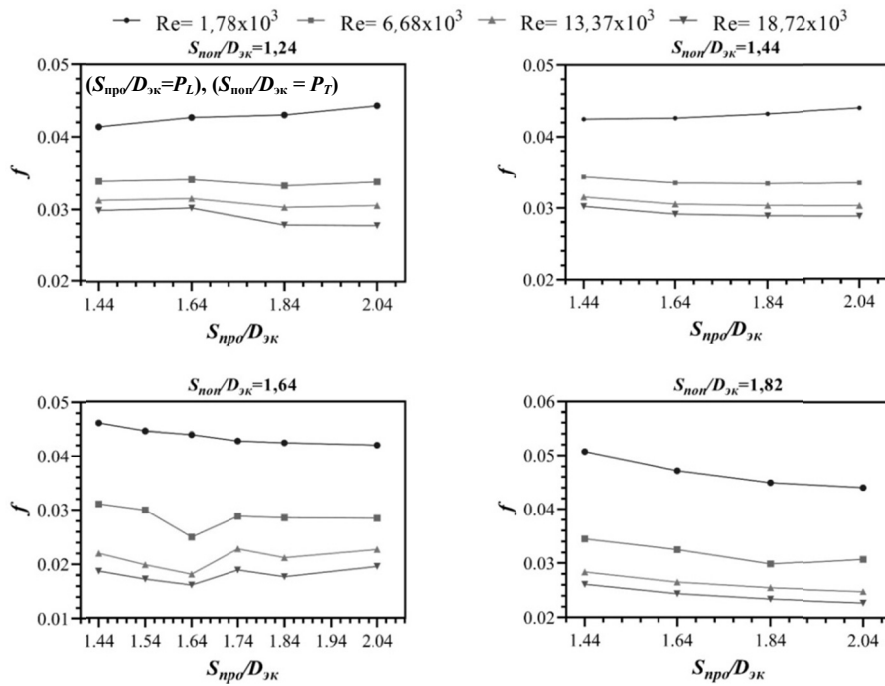 Re= 1,78x10³ Re= 6,68x10³ Re= 13,37x10³ Re= 18,72x10³
Sпоп/Dэк=1,24
(Sпро/Dэк=PL), (Sпоп/Dэк = PT)
0.05
0.04
0.03
0.02
f
1.44 1.64 1.84 2.04
Sпро/Dэк
Sпоп/Dэк=1,44
0.05
0.04
0.03
0.02
f
1.44 1.64 1.84 2.04
Sпро/Dэк
Sпоп/Dэк=1,64
0.05
0.04
0.03
0.02
0.01
f
1.44 1.54 1.64 1.74 1.84 1.94 2.04
Sпро/Dэк
Sпоп/Dэк=1,82
0.06
0.05
0.04
0.03
0.02
f
1.44 1.64 1.84 2.04
Sпро/Dэк